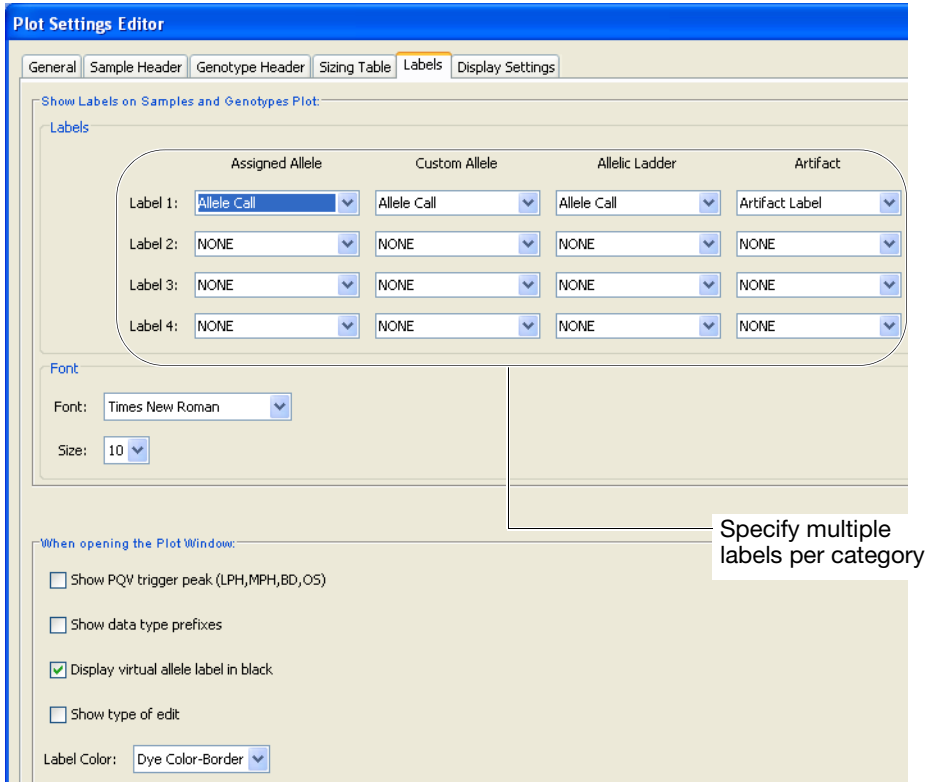 Plot Settings Editor
General Sample Header Genotype Header Sizing Table Labels Display Settings
Show Labels on Samples and Genotypes Plot:
Labels
Assigned Allele Custom Allele Allelic Ladder Artifact
Label 1: Allele Call Allele Call Allele Call Artifact Label
Label 2: NONE NONE NONE NONE
Label 3: NONE NONE NONE NONE
Label 4: NONE NONE NONE NONE
Font
Font: Times New Roman
Size: 10
Specify multiple
labels per category
When opening the Plot Window:
Show PQV trigger peak (LPH,MPH,BD,OS)
Show data type prefixes
Display virtual allele label in black
Show type of edit
Label Color: Dye Color-Border